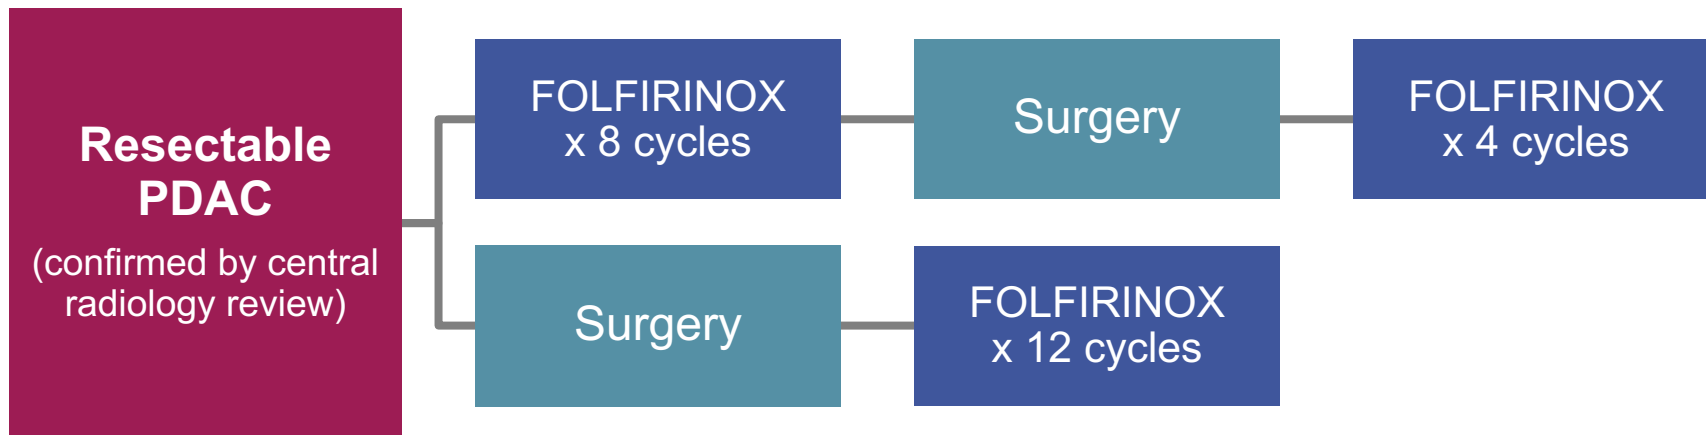 Resectable
PDAC
(confirmed by central
radiology review)
FOLFIRINOX
x 8 cycles
Surgery
FOLFIRINOX
x 4 cycles
Surgery
FOLFIRINOX
x 12 cycles